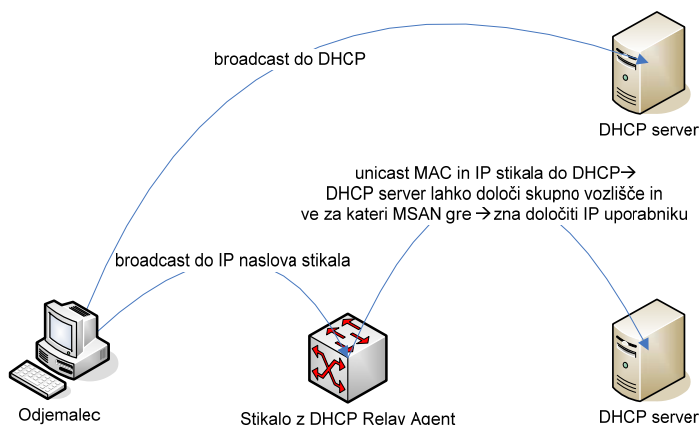 broadcast do DHCP
DHCP server
unicast MAC in IP stikala do DHCP→
DHCP server lahko določi skupno vozlišče in
ve za kateri MSAN gre →zna določiti IP uporabniku
broadcast do IP naslova stikala
Odjemalec
Stikalo z DHCP Relay Agent
DHCP server